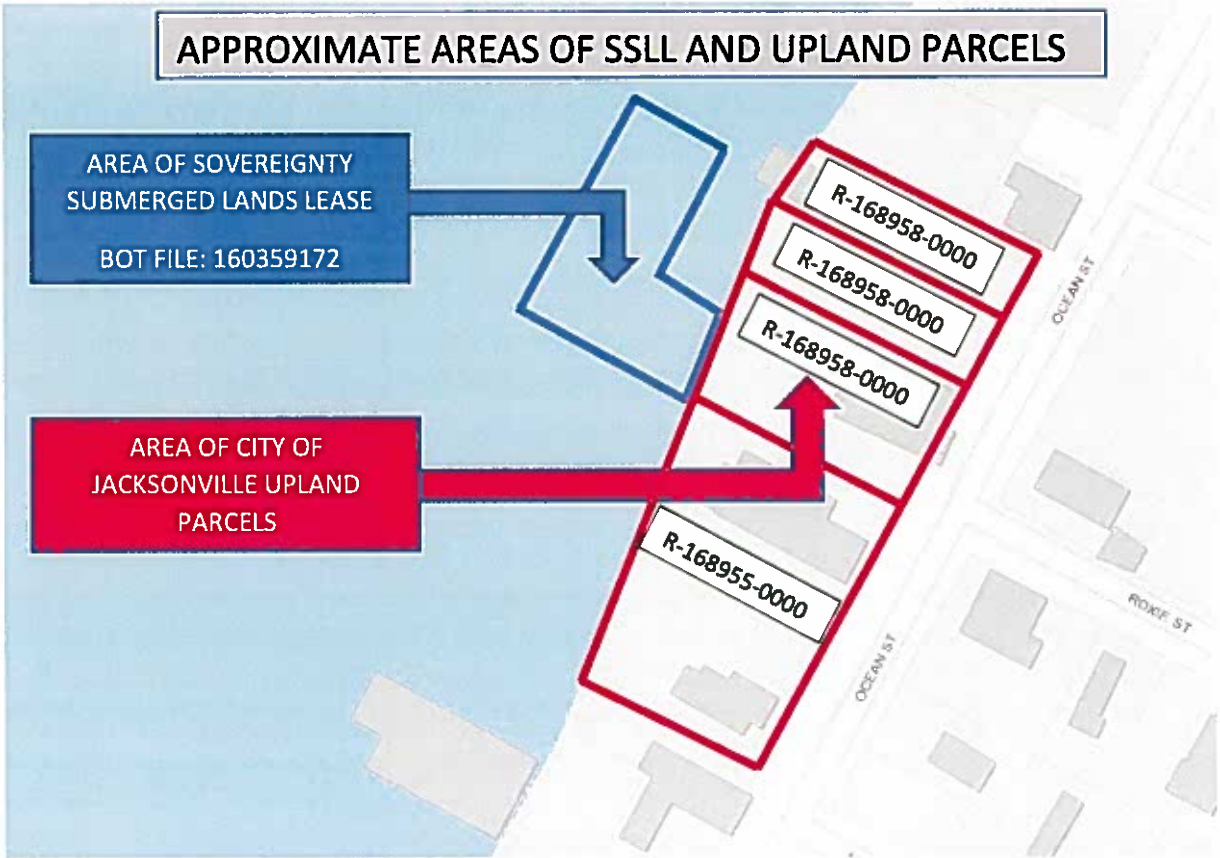 APPROXIMATE AREAS OF SSLL AND UPLAND PARCELS
AREA OF SOVEREIGNTY
SUBMERGED LANDS LEASE
BOT FILE: 160359172
R-168958-0000
R-168958-0000
R-168958-0000
OCEAN ST
AREA OF CITY OF
JACKSONVILLE UPLAND
PARCELS
R-168955-0000
ROXIE ST
OCEAN ST